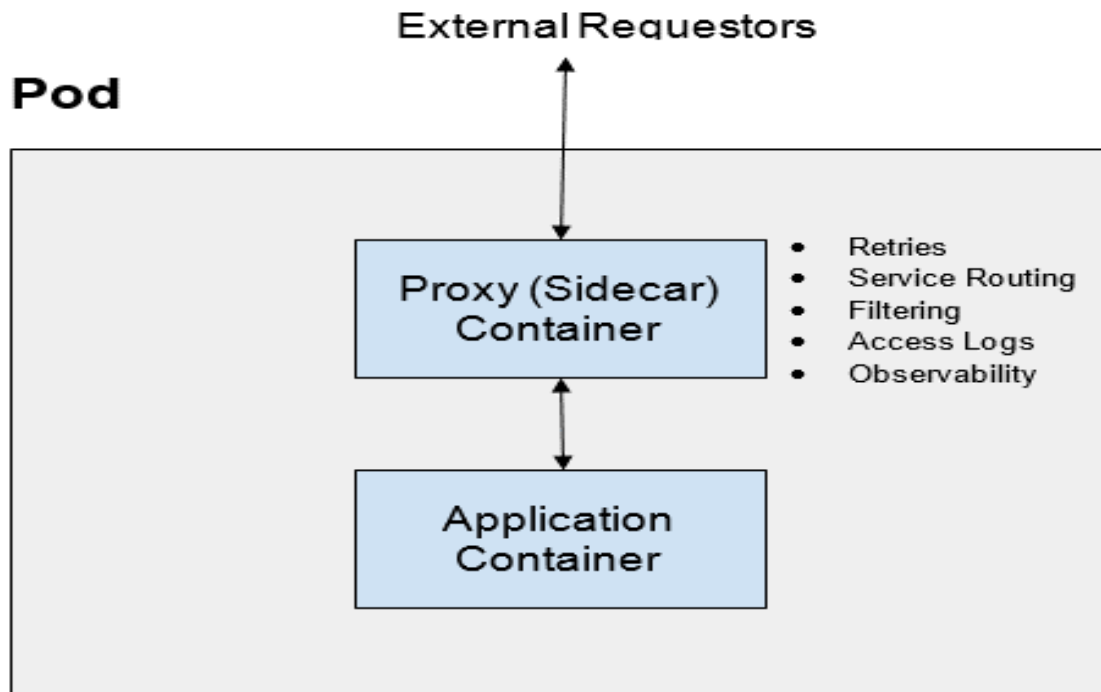 External Requestors
Pod
Proxy (Sidecar)
Container
• Retries
• Service Routing
• Filtering
• Access Logs
• Observability
Application
Container